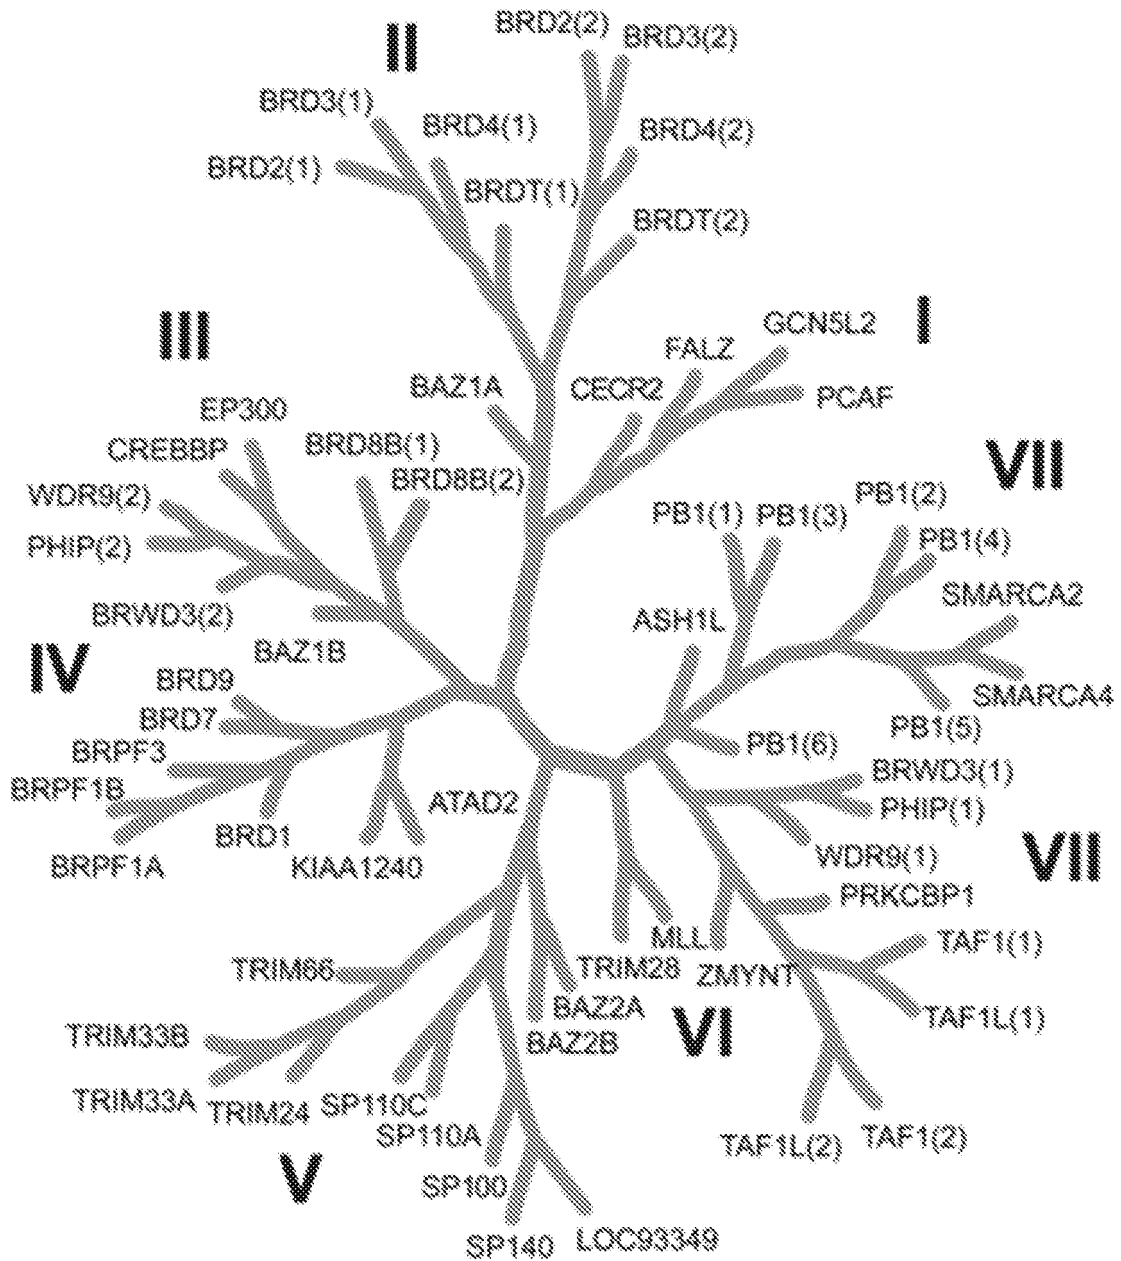 BRD2(2)
BRD3(2)
II
BRD3(1)
BRD4(1)
BRD4(2)
BRD2(1)
BRDT(1)
BRDT(2)
I
GCN5L2
III
FALZ
BAZ1A
CECR2
PCAF
EP300
CREBBP
BRD8B(1)
VII
BRD8B(2)
WDR9(2)
PB1(2)
PB1(1)
PB1(3)
PB1(4)
PHIP(2)
SMARCA2
BRWD3(2)
ASH1L
BAZ1B
IV
BRD9
SMARCA4
BRD7
PB1(5)
PB1(6)
BRPF3
BRWD3(1)
BRPF1B
ATAD2
PHIP(1)
BRD1
WDR9(1)
VII
BRPF1A
KIAA1240
PRKCBP1
MLL
TAF1(1)
TRIM66
TRIM28
ZMYNT
BAZ2A
TAF1L(1)
VI
TRIM33B
BAZ2B
TRIM33A
TRIM24
SP110C
SP110A
TAF1L(2)
TAF1(2)
V
SP100
SP140
LOC93349